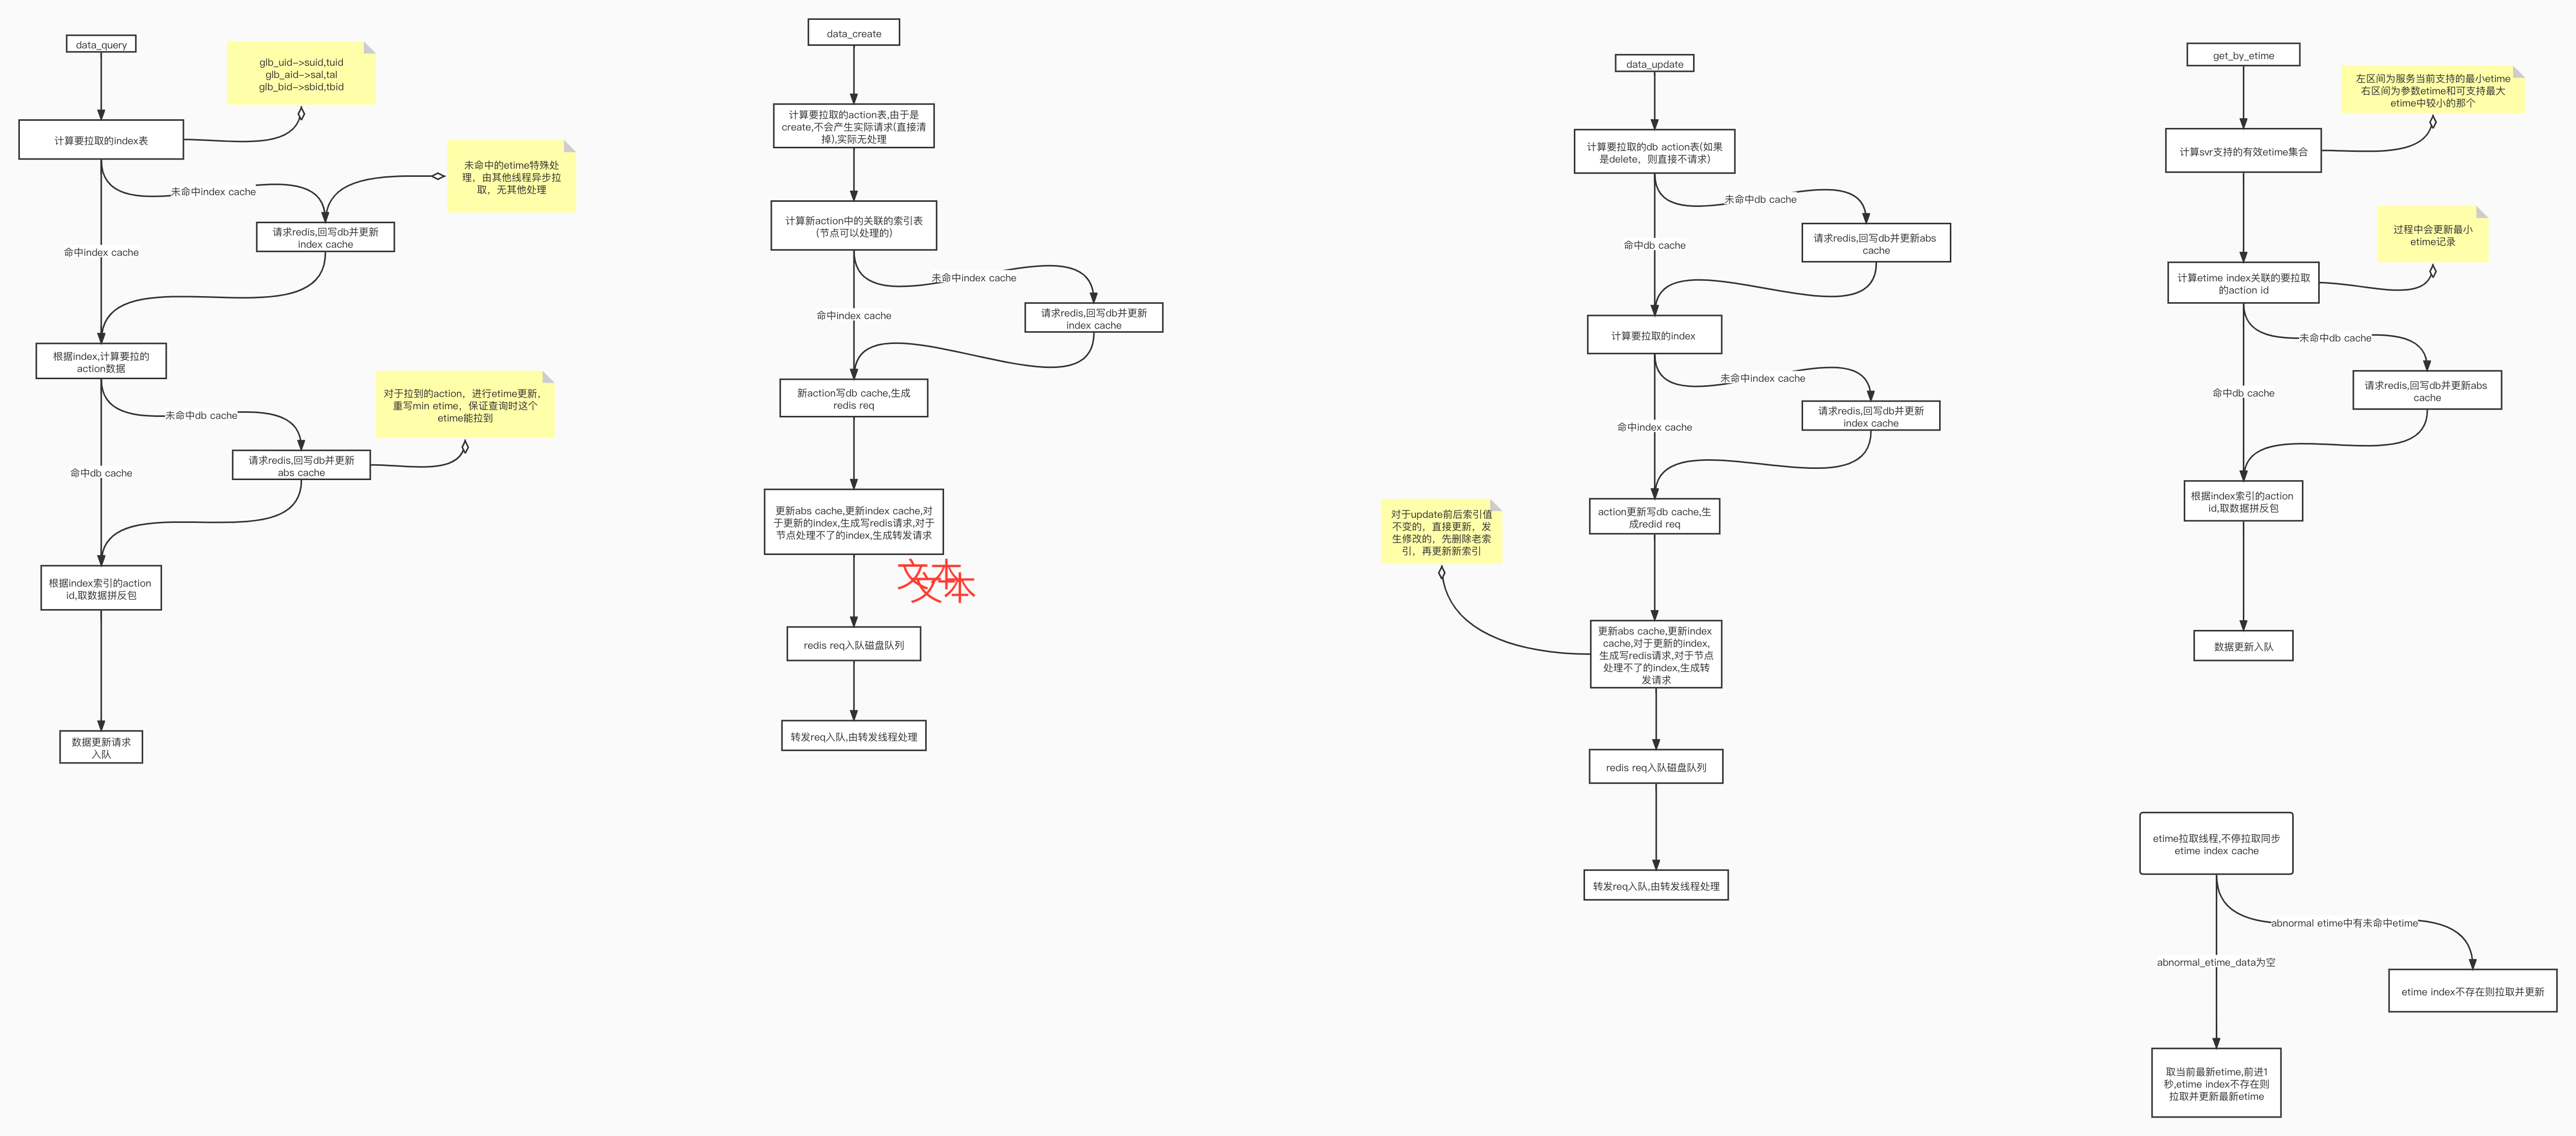 data_query
glb_uid->suid,tuid
glb_aid->sal,tal
glb_bid->sbid,tbid
计算要拉取的index表
未命中的etime特殊处
理，由其他线程异步拉
取，无其他处理
未命中index cache
请求redis,回写db并更新
index cache
命中index cache
根据index,计算要拉的
action数据
对于拉到的action，进行etime更新，
重写min etime，保证查询时这个
etime能拉到
未命中db cache
请求redis,回写db并更新
abs cache
命中db cache
根据index索引的action
id,取数据拼反包
数据更新请求
入队
data_create
计算要拉取的action表,由于是
create,不会产生实际请求(直接清
掉),实际无处理
计算新action中的关联的索引表
（节点可以处理的）
未命中index cache
请求redis,回写db并更新
index cache
命中index cache
新action写db cache,生成
redis req
更新abs cache,更新index cache,对
于更新的index,生成写redis请求,对于
节点处理不了的index,生成转发请求
文本
文本
redis req入队磁盘队列
转发req入队,由转发线程处理
data_update
计算要拉取的db action表(如果
是delete，则直接不请求)
未命中db cache
请求redis,回写db并更新abs
cache
命中db cache
计算要拉取的index
未命中index cache
请求redis,回写db并更新
index cache
命中index cache
action更新写db cache,生
成redid req
对于update前后索引值
不变的，直接更新，发
生修改的，先删除老索
引，再更新新索引
更新abs cache,更新index
cache,对于更新的index,
生成写redis请求,对于节点
处理不了的index,生成转
发请求
redis req入队磁盘队列
转发req入队,由转发线程处理
get_by_etime
左区间为服务当前支持的最小etime
右区间为参数etime和可支持最大
etime中较小的那个
计算svr支持的有效etime集合
过程中会更新最小
etime记录
计算etime index关联的要拉取
的action id
未命中db cache
请求redis,回写db并更新abs
cache
命中db cache
根据index索引的action
id,取数据拼反包
数据更新入队
etime拉取线程,不停拉取同步
etime index cache
abnormal etime中有未命中etime
abnormal_etime_data为空
etime index不存在则拉取并更新
取当前最新etime,前进1
秒,etime index不存在则
拉取并更新最新etime